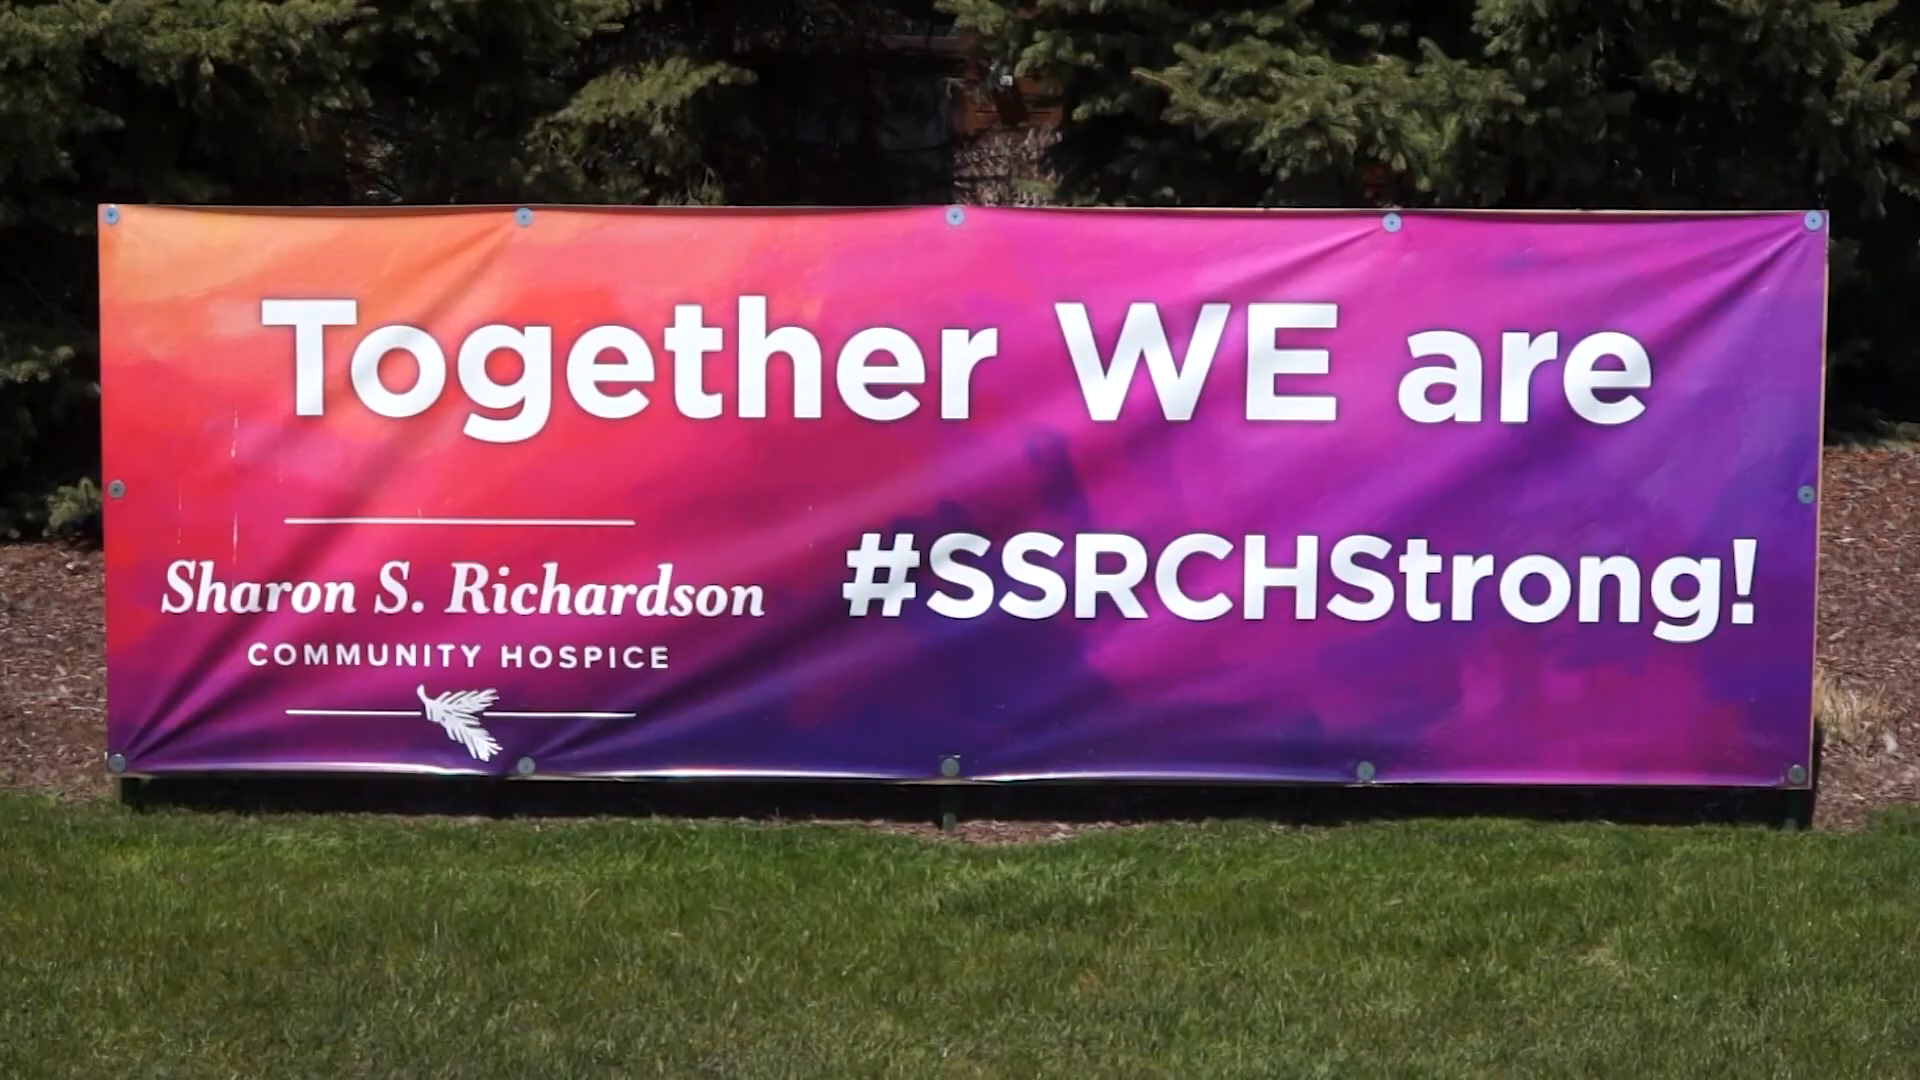 Together WE are
#SSRCHStrong!
Sharon S. Richardson
COMMUNITY HOSPICE